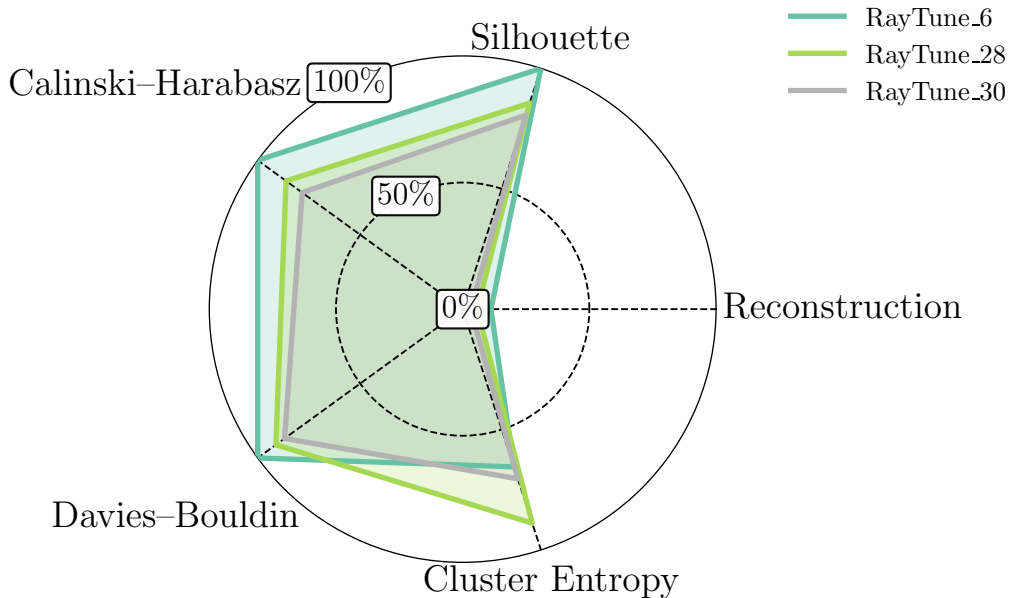 Silhouette
Calinski–Harabasz
100%
50%
0%
Reconstruction
Davies–Bouldin
Cluster Entropy
RayTune_6
RayTune_28
RayTune_30